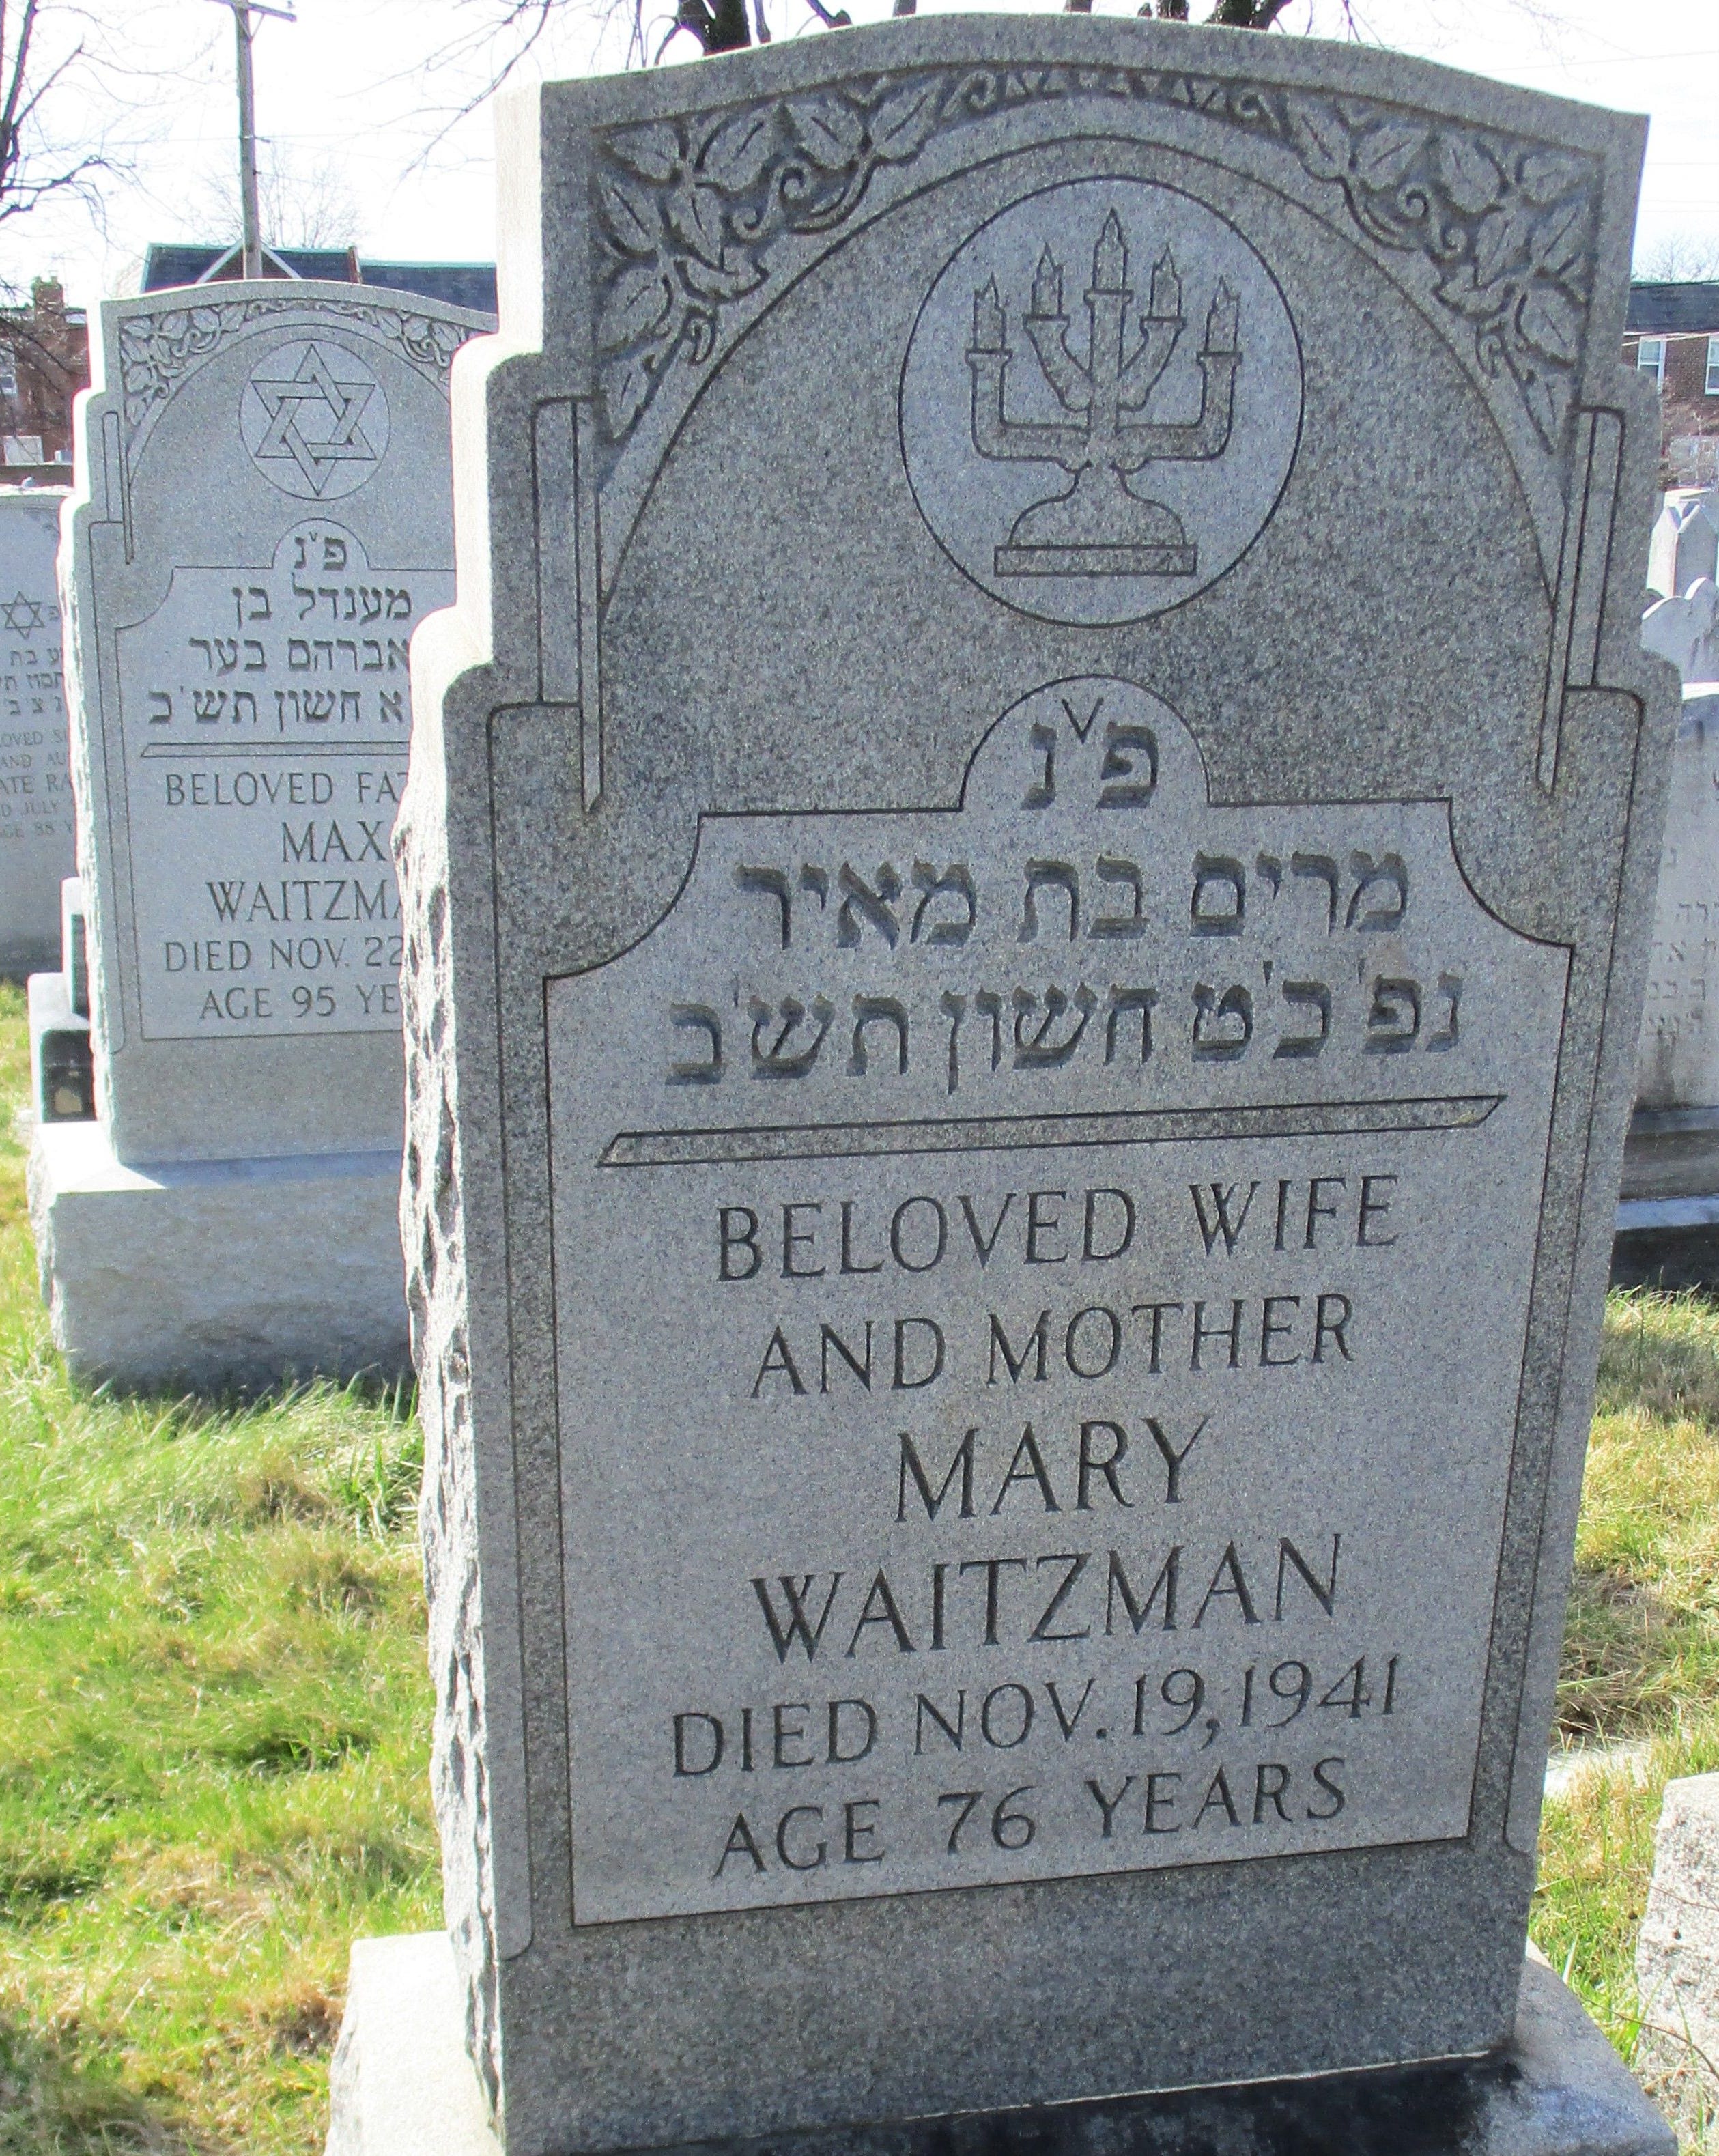 פ״נ
מרים בת מאיר
נפ' כ'ט חשון תש'ב
BELOVED WIFE
AND MOTHER
MARY
WAITZMAN
DIED NOV. 19, 1941
AGE 76 YEARS
פ״נ
מענדל בן
אברהם בער
חשון תש'ב
BELOVED
MAX
DIED NOV. 22
AGE 95
בת